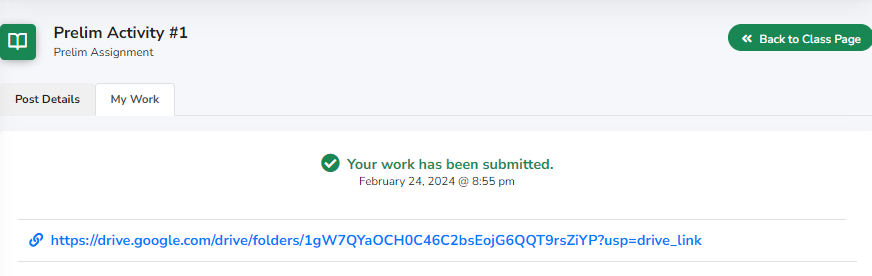 Prelim Activity #1
Prelim Assignment
Back to Class Page
Post Details
My Work
Your work has been submitted.
February 24, 2024 @ 8:55 pm
https://drive.google.com/drive/folders/1gW7QYaOCH0C46C2bsEojG6QQT9rsZiYP?usp=drive_link